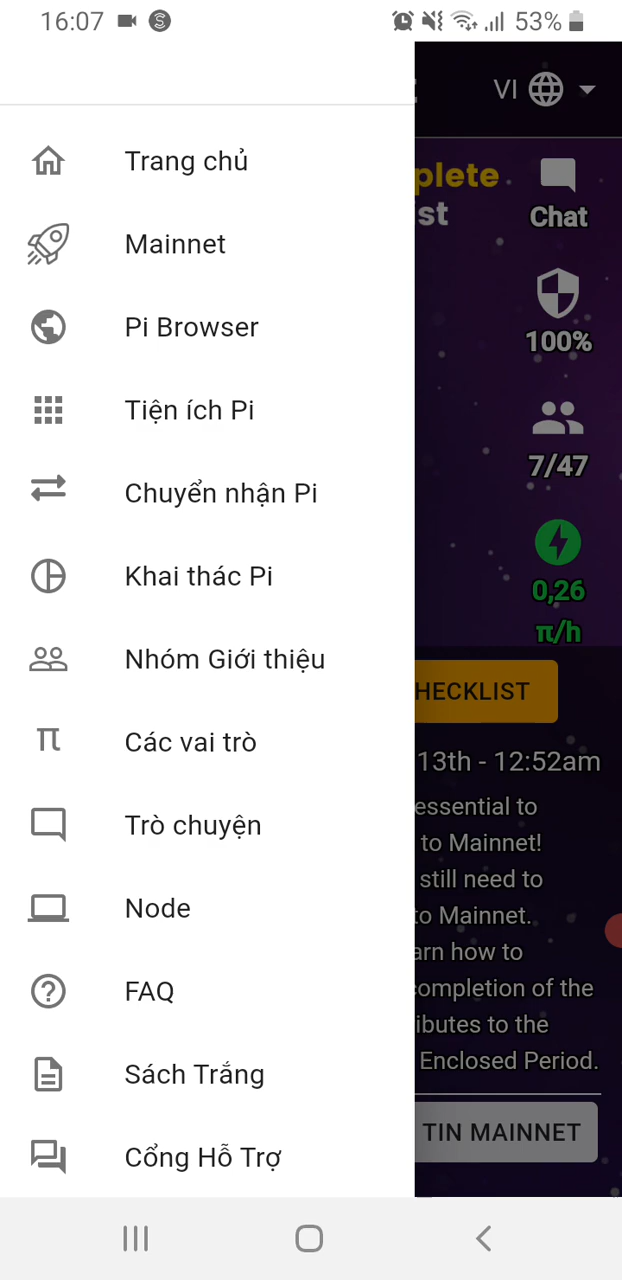 16:07 53%
VI
Trang chủ
Mainnet
Pi Browser
Tiện ích Pi
Chuyển nhận Pi
Khai thác Pi
Nhóm Giới thiệu
Các vai trò
Trò chuyện
Node
FAQ
Sách Trắng
Cổng Hỗ Trợ
plete
st
Chat
100%
7/47
0,26
π/h
HECKLIST
13th - 12:52am
essential to
to Mainnet!
still need to
to Mainnet.
arn how to
completion of the
ibutes to the
Enclosed Period.
TIN MAINNET